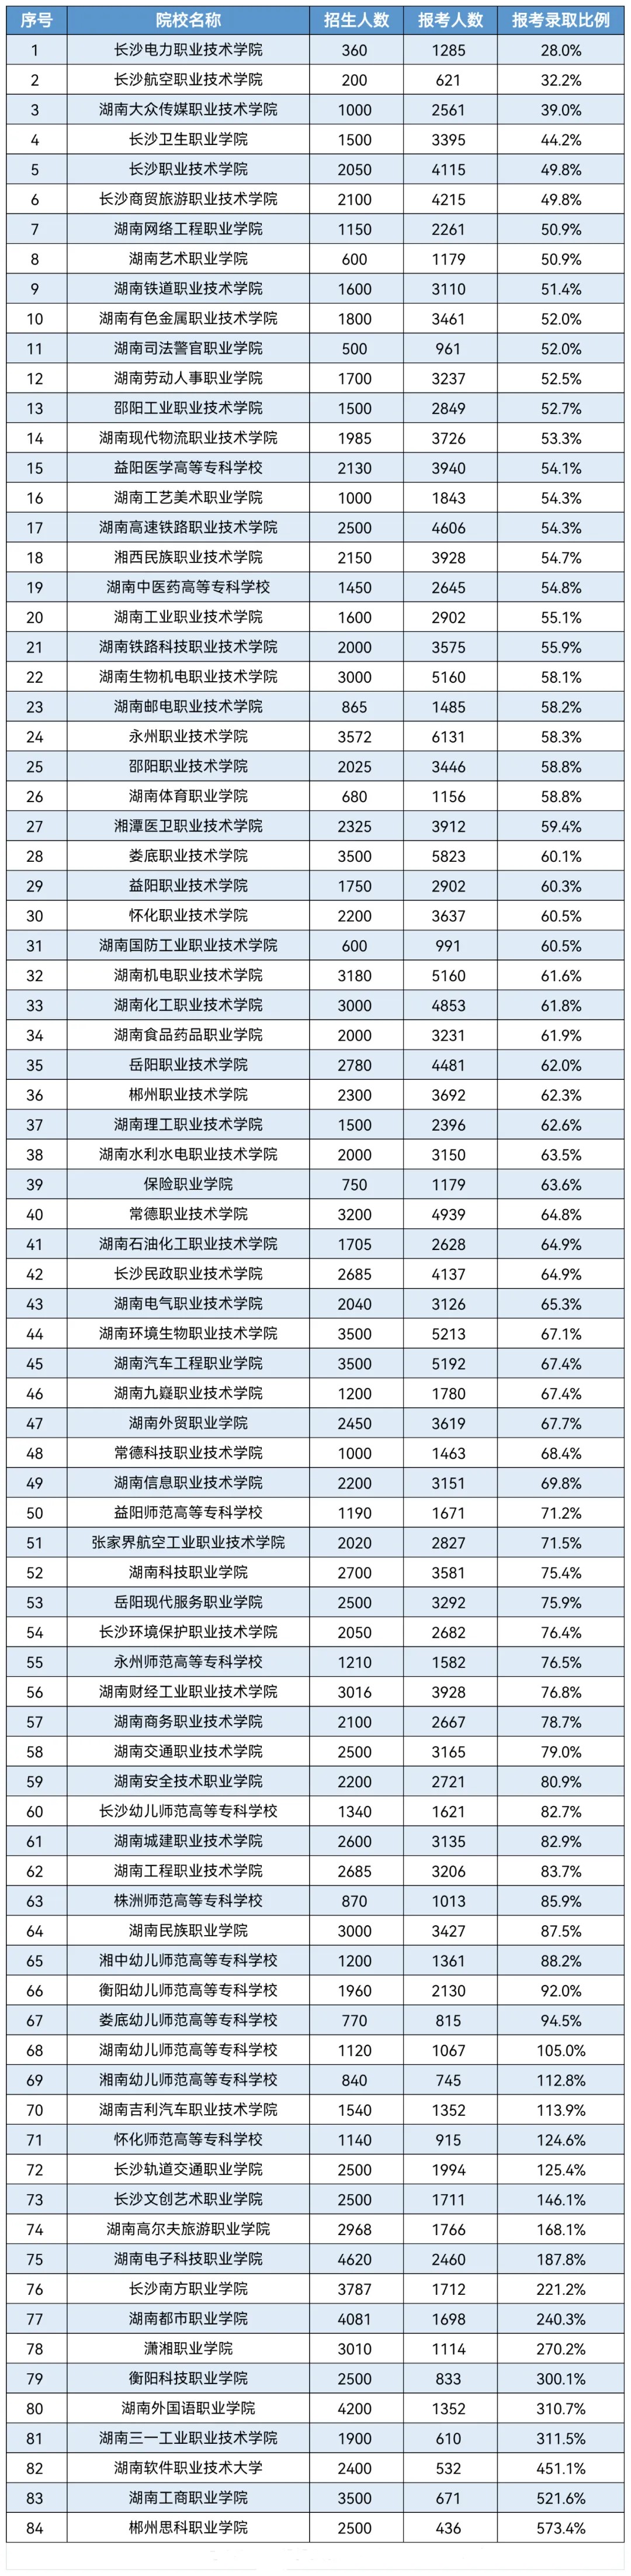 序号 院校名称 招生人数 报考人数 报考录取比例
1 长沙电力职业技术学院 360 1285 28.0%
2 长沙航空职业技术学院 200 621 32.2%
3 湖南大众传媒职业技术学院 1000 2561 39.0%
4 长沙卫生职业学院 1500 3395 44.2%
5 长沙职业技术学院 2050 4115 49.8%
6 长沙商贸旅游职业技术学院 2100 4215 49.8%
7 湖南网络工程职业学院 1150 2261 50.9%
8 湖南艺术职业学院 600 1179 50.9%
9 湖南铁道职业技术学院 1600 3110 51.4%
10 湖南有色金属职业技术学院 1800 3461 52.0%
11 湖南司法警官职业学院 500 961 52.0%
12 湖南劳动人事职业学院 1700 3237 52.5%
13 邵阳工业职业技术学院 1500 2849 52.7%
14 湖南现代物流职业技术学院 1985 3726 53.3%
15 益阳医学高等专科学校 2130 3940 54.1%
16 湖南工艺美术职业学院 1000 1843 54.3%
17 湖南高速铁路职业技术学院 2500 4606 54.3%
18 湘西民族职业技术学院 2150 3928 54.7%
19 湖南中医药高等专科学校 1450 2645 54.8%
20 湖南工业职业技术学院 1600 2902 55.1%
21 湖南铁路科技职业技术学院 2000 3575 55.9%
22 湖南生物机电职业技术学院 3000 5160 58.1%
23 湖南邮电职业技术学院 865 1485 58.2%
24 永州职业技术学院 3572 6131 58.3%
25 邵阳职业技术学院 2025 3446 58.8%
26 湖南体育职业学院 680 1156 58.8%
27 湘潭医卫职业技术学院 2325 3912 59.4%
28 娄底职业技术学院 3500 5823 60.1%
29 益阳职业技术学院 1750 2902 60.3%
30 怀化职业技术学院 2200 3637 60.5%
31 湖南国防工业职业技术学院 600 991 60.5%
32 湖南机电职业技术学院 3180 5160 61.6%
33 湖南化工职业技术学院 3000 4853 61.8%
34 湖南食品药品职业学院 2000 3231 61.9%
35 岳阳职业技术学院 2780 4481 62.0%
36 郴州职业技术学院 2300 3692 62.3%
37 湖南理工职业技术学院 1500 2396 62.6%
38 湖南水利水电职业技术学院 2000 3150 63.5%
39 保险职业学院 750 1179 63.6%
40 常德职业技术学院 3200 4939 64.8%
41 湖南石油化工职业技术学院 1705 2628 64.9%
42 长沙民政职业技术学院 2685 4137 64.9%
43 湖南电气职业技术学院 2040 3126 65.3%
44 湖南环境生物职业技术学院 3500 5213 67.1%
45 湖南汽车工程职业学院 3500 5192 67.4%
46 湖南九嶷职业技术学院 1200 1780 67.4%
47 湖南外贸职业学院 2450 3619 67.7%
48 常德科技职业技术学院 1000 1463 68.4%
49 湖南信息职业技术学院 2200 3151 69.8%
50 益阳师范高等专科学校 1190 1671 71.2%
51 张家界航空工业职业技术学院 2020 2827 71.5%
52 湖南科技职业学院 2700 3581 75.4%
53 岳阳现代服务职业学院 2500 3292 75.9%
54 长沙环境保护职业技术学院 2050 2682 76.4%
55 永州师范高等专科学校 1210 1582 76.5%
56 湖南财经工业职业技术学院 3016 3928 76.8%
57 湖南商务职业技术学院 2100 2667 78.7%
58 湖南交通职业技术学院 2500 3165 79.0%
59 湖南安全技术职业学院 2200 2721 80.9%
60 长沙幼儿师范高等专科学校 1340 1621 82.7%
61 湖南城建职业技术学院 2600 3135 82.9%
62 湖南工程职业技术学院 2685 3206 83.7%
63 株洲师范高等专科学校 870 1013 85.9%
64 湖南民族职业学院 3000 3427 87.5%
65 湘中幼儿师范高等专科学校 1200 1361 88.2%
66 衡阳幼儿师范高等专科学校 1960 2130 92.0%
67 娄底幼儿师范高等专科学校 770 815 94.5%
68 湖南幼儿师范高等专科学校 1120 1067 105.0%
69 湘南幼儿师范高等专科学校 840 745 112.8%
70 湖南吉利汽车职业技术学院 1540 1352 113.9%
71 怀化师范高等专科学校 1140 915 124.6%
72 长沙轨道交通职业学院 2500 1994 125.4%
73 长沙文创艺术职业学院 2500 1711 146.1%
74 湖南高尔夫旅游职业学院 2968 1766 168.1%
75 湖南电子科技职业学院 4620 2460 187.8%
76 长沙南方职业学院 3787 1712 221.2%
77 湖南都市职业学院 4081 1698 240.3%
78 潇湘职业学院 3010 1114 270.2%
79 衡阳科技职业学院 2500 833 300.1%
80 湖南外国语职业学院 4200 1352 310.7%
81 湖南三一工业职业技术学院 1900 610 311.5%
82 湖南软件职业技术大学 2400 532 451.1%
83 湖南工商职业学院 3500 671 521.6%
84 郴州思科职业学院 2500 436 573.4%